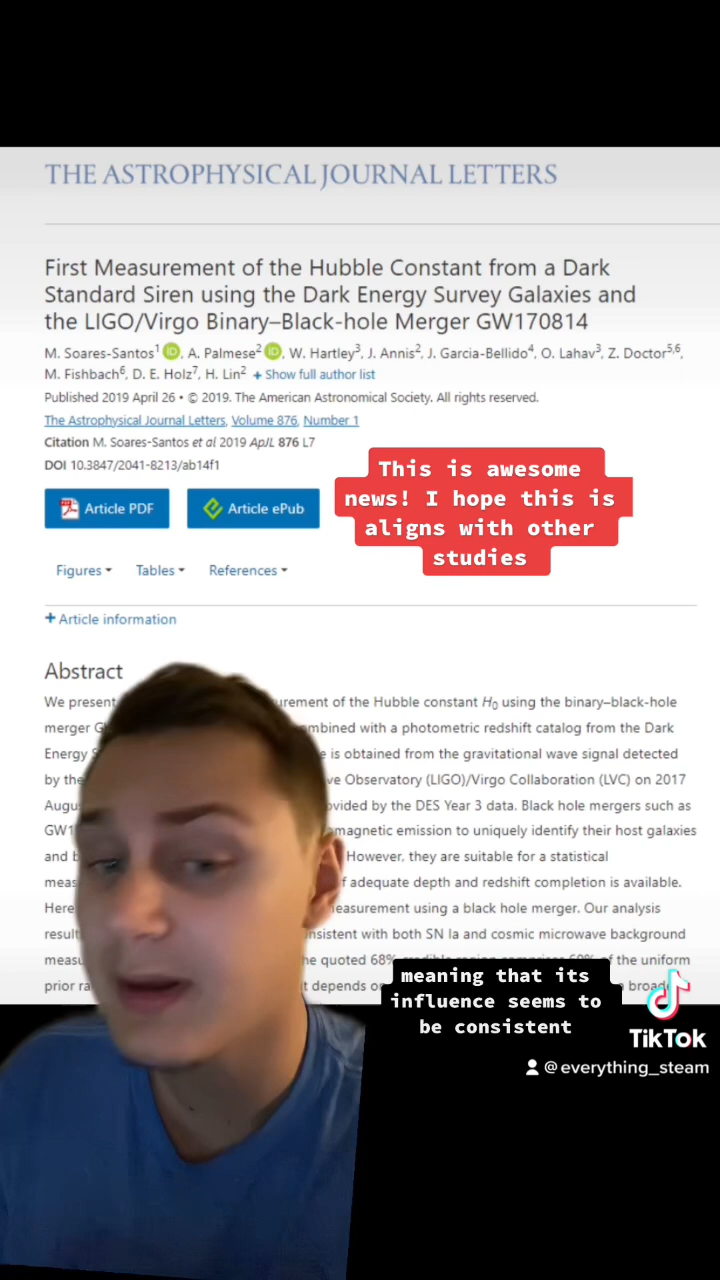 THE ASTROPHYSICAL JOURNAL LETTERS
First Measurement of the Hubble Constant from a Dark
Standard Siren using the Dark Energy Survey Galaxies and
the LIGO/Virgo Binary–Black-hole Merger GW170814
M. Soares-Santos1 iD, A. Palmese2 iD, W. Hartley3, J. Annis2, J. Garcia-Bellido4, O. Lahav3, Z. Doctor5,6,
M. Fishbach6, D. E. Holz7, H. Lin2 + Show full author list
Published 2019 April 26 • © 2019. The American Astronomical Society. All rights reserved.
The Astrophysical Journal Letters, Volume 876, Number 1
Citation M. Soares-Santos et al 2019 ApJL 876 L7
DOI 10.3847/2041-8213/ab14f1
This is awesome
news! I hope this is
aligns with other
studies
Article PDF Article ePub
Figures Tables References
+ Article information
Abstract
We present urement of the Hubble constant H0 using the binary–black-hole
merger mbined with a photometric redshift catalog from the Dark
Energy is obtained from the gravitational wave signal detected
by the ve Observatory (LIGO)/Virgo Collaboration (LVC) on 2017
Augu ovided by the DES Year 3 data. Black hole mergers such as
GW1 magnetic emission to uniquely identify their host galaxies
and However, they are suitable for a statistical
meas f adequate depth and redshift completion is available.
Here easurement using a black hole merger. Our analysis
result nsistent with both SN Ia and cosmic microwave background
measu he quoted 68% credible region comprises 60% of the uniform
prior ra t depends on a broad
meaning that its
influence seems to
be consistent
TikTok
@everything_steam